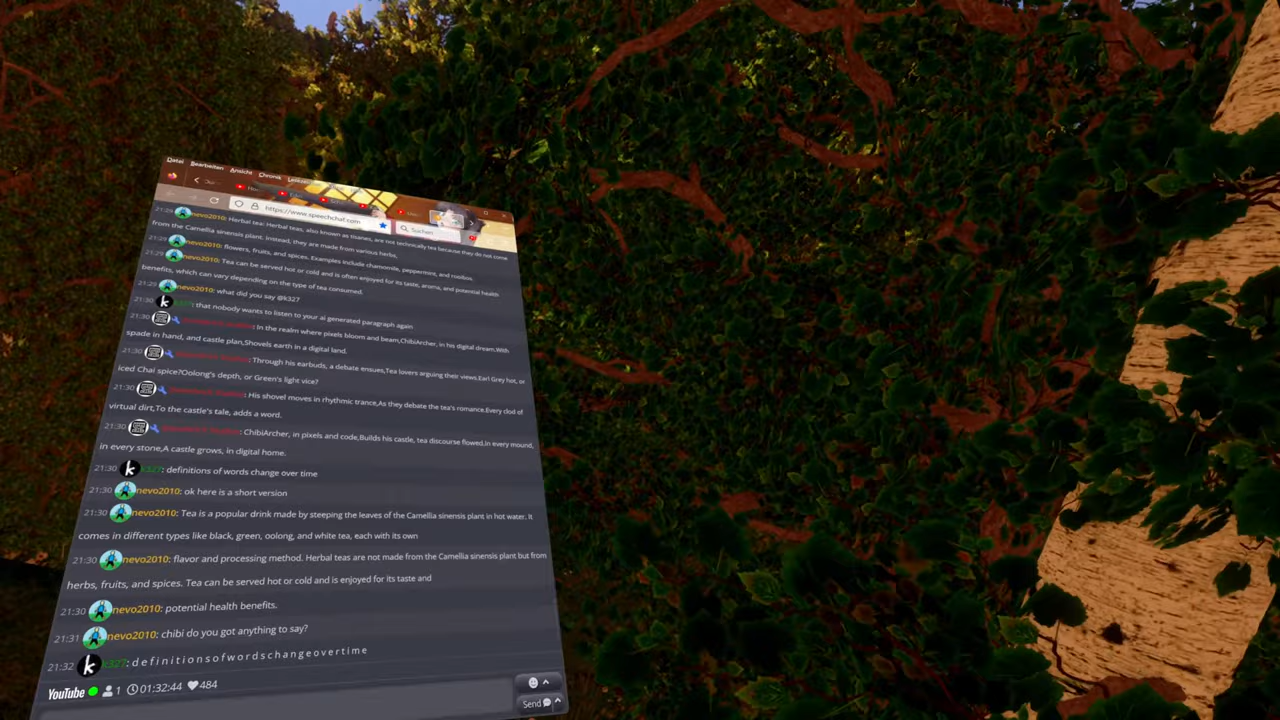 Datei Bearbeiten Ansicht Chronik
https://www.speechchat.com Suchen
21:29 nevo2010: Herbal tea: Herbal teas, also known as tisanes, are not technically tea because they do not come
from the Camellia sinensis plant. Instead, they are made from various herbs,
21:29 nevo2010: flowers, fruits, and spices. Examples include chamomile, peppermint, and rooibos.
21:29 nevo2010: Tea can be served hot or cold and is often enjoyed for its taste, aroma, and potential health
benefits, which can vary depending on the type of tea consumed.
21:29 nevo2010: what did you say @k327
21:30 k327: that nobody wants to listen to your ai generated paragraph again
21:30 : In the realm where pixels bloom and beam,ChibiArcher, in his digital dream,With
spade in hand, and castle plan,Shovels earth in a digital land.
21:30 : Through his earbuds, a debate ensues,Tea lovers arguing their views.Earl Grey hot, or
iced Chai spice?Oolong's depth, or Green's light vice?
21:30 : His shovel moves in rhythmic trance,As they debate the tea's romance.Every clod of
virtual dirt,To the castle's tale, adds a word.
21:30 : ChibiArcher, in pixels and code,Builds his castle, tea discourse flowed.In every mound,
in every stone,A castle grows, in digital home.
21:30 k327: definitions of words change over time
21:30 nevo2010: ok here is a short version
21:30 nevo2010: Tea is a popular drink made by steeping the leaves of the Camellia sinensis plant in hot water. It
comes in different types like black, green, oolong, and white tea, each with its own
21:30 nevo2010: flavor and processing method. Herbal teas are not made from the Camellia sinensis plant but from
herbs, fruits, and spices. Tea can be served hot or cold and is enjoyed for its taste and
21:30 nevo2010: potential health benefits.
21:31 nevo2010: chibi do you got anything to say?
21:32 k327: d e f i n i t i o n s o f w o r d s c h a n g e o v e r t i m e
YouTube 1 01:32:44 484
Send